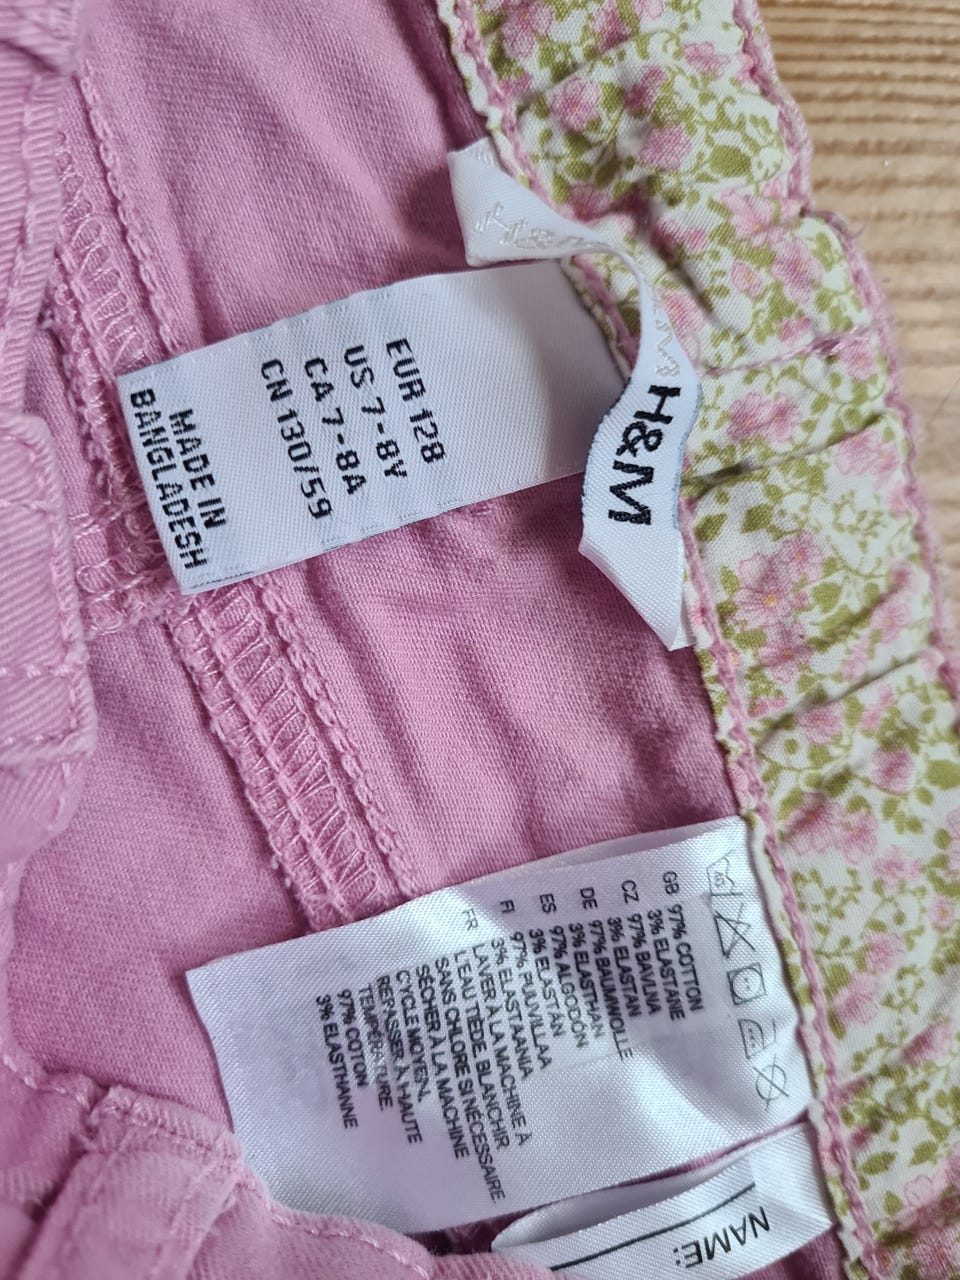 H&M
H&M
EUR 128
US 7-8Y
CA 7-8A
CN 130/59
MADE IN
BANGLADESH
GB 97% COTTON
3% ELASTANE
CZ 97% BAVLNA
3% ELASTAN
DE 97% BAUMWOLLE
3% ELASTHAN
ES 97% ALGODÓN
3% ELASTÁN
FI 97% PUUVILLAA
3% ELASTANIA
FR LAVER À LA MACHINE À
L'EAU TIÈDE. BLANCHIR
SANS CHLORE SI NÉCESSAIRE.
SÉCHER À LA MACHINE
CYCLE MOYEN.
REPASSER À HAUTE
TEMPÉRATURE.
97% COTON
3% ELASTHANNE
NAME: